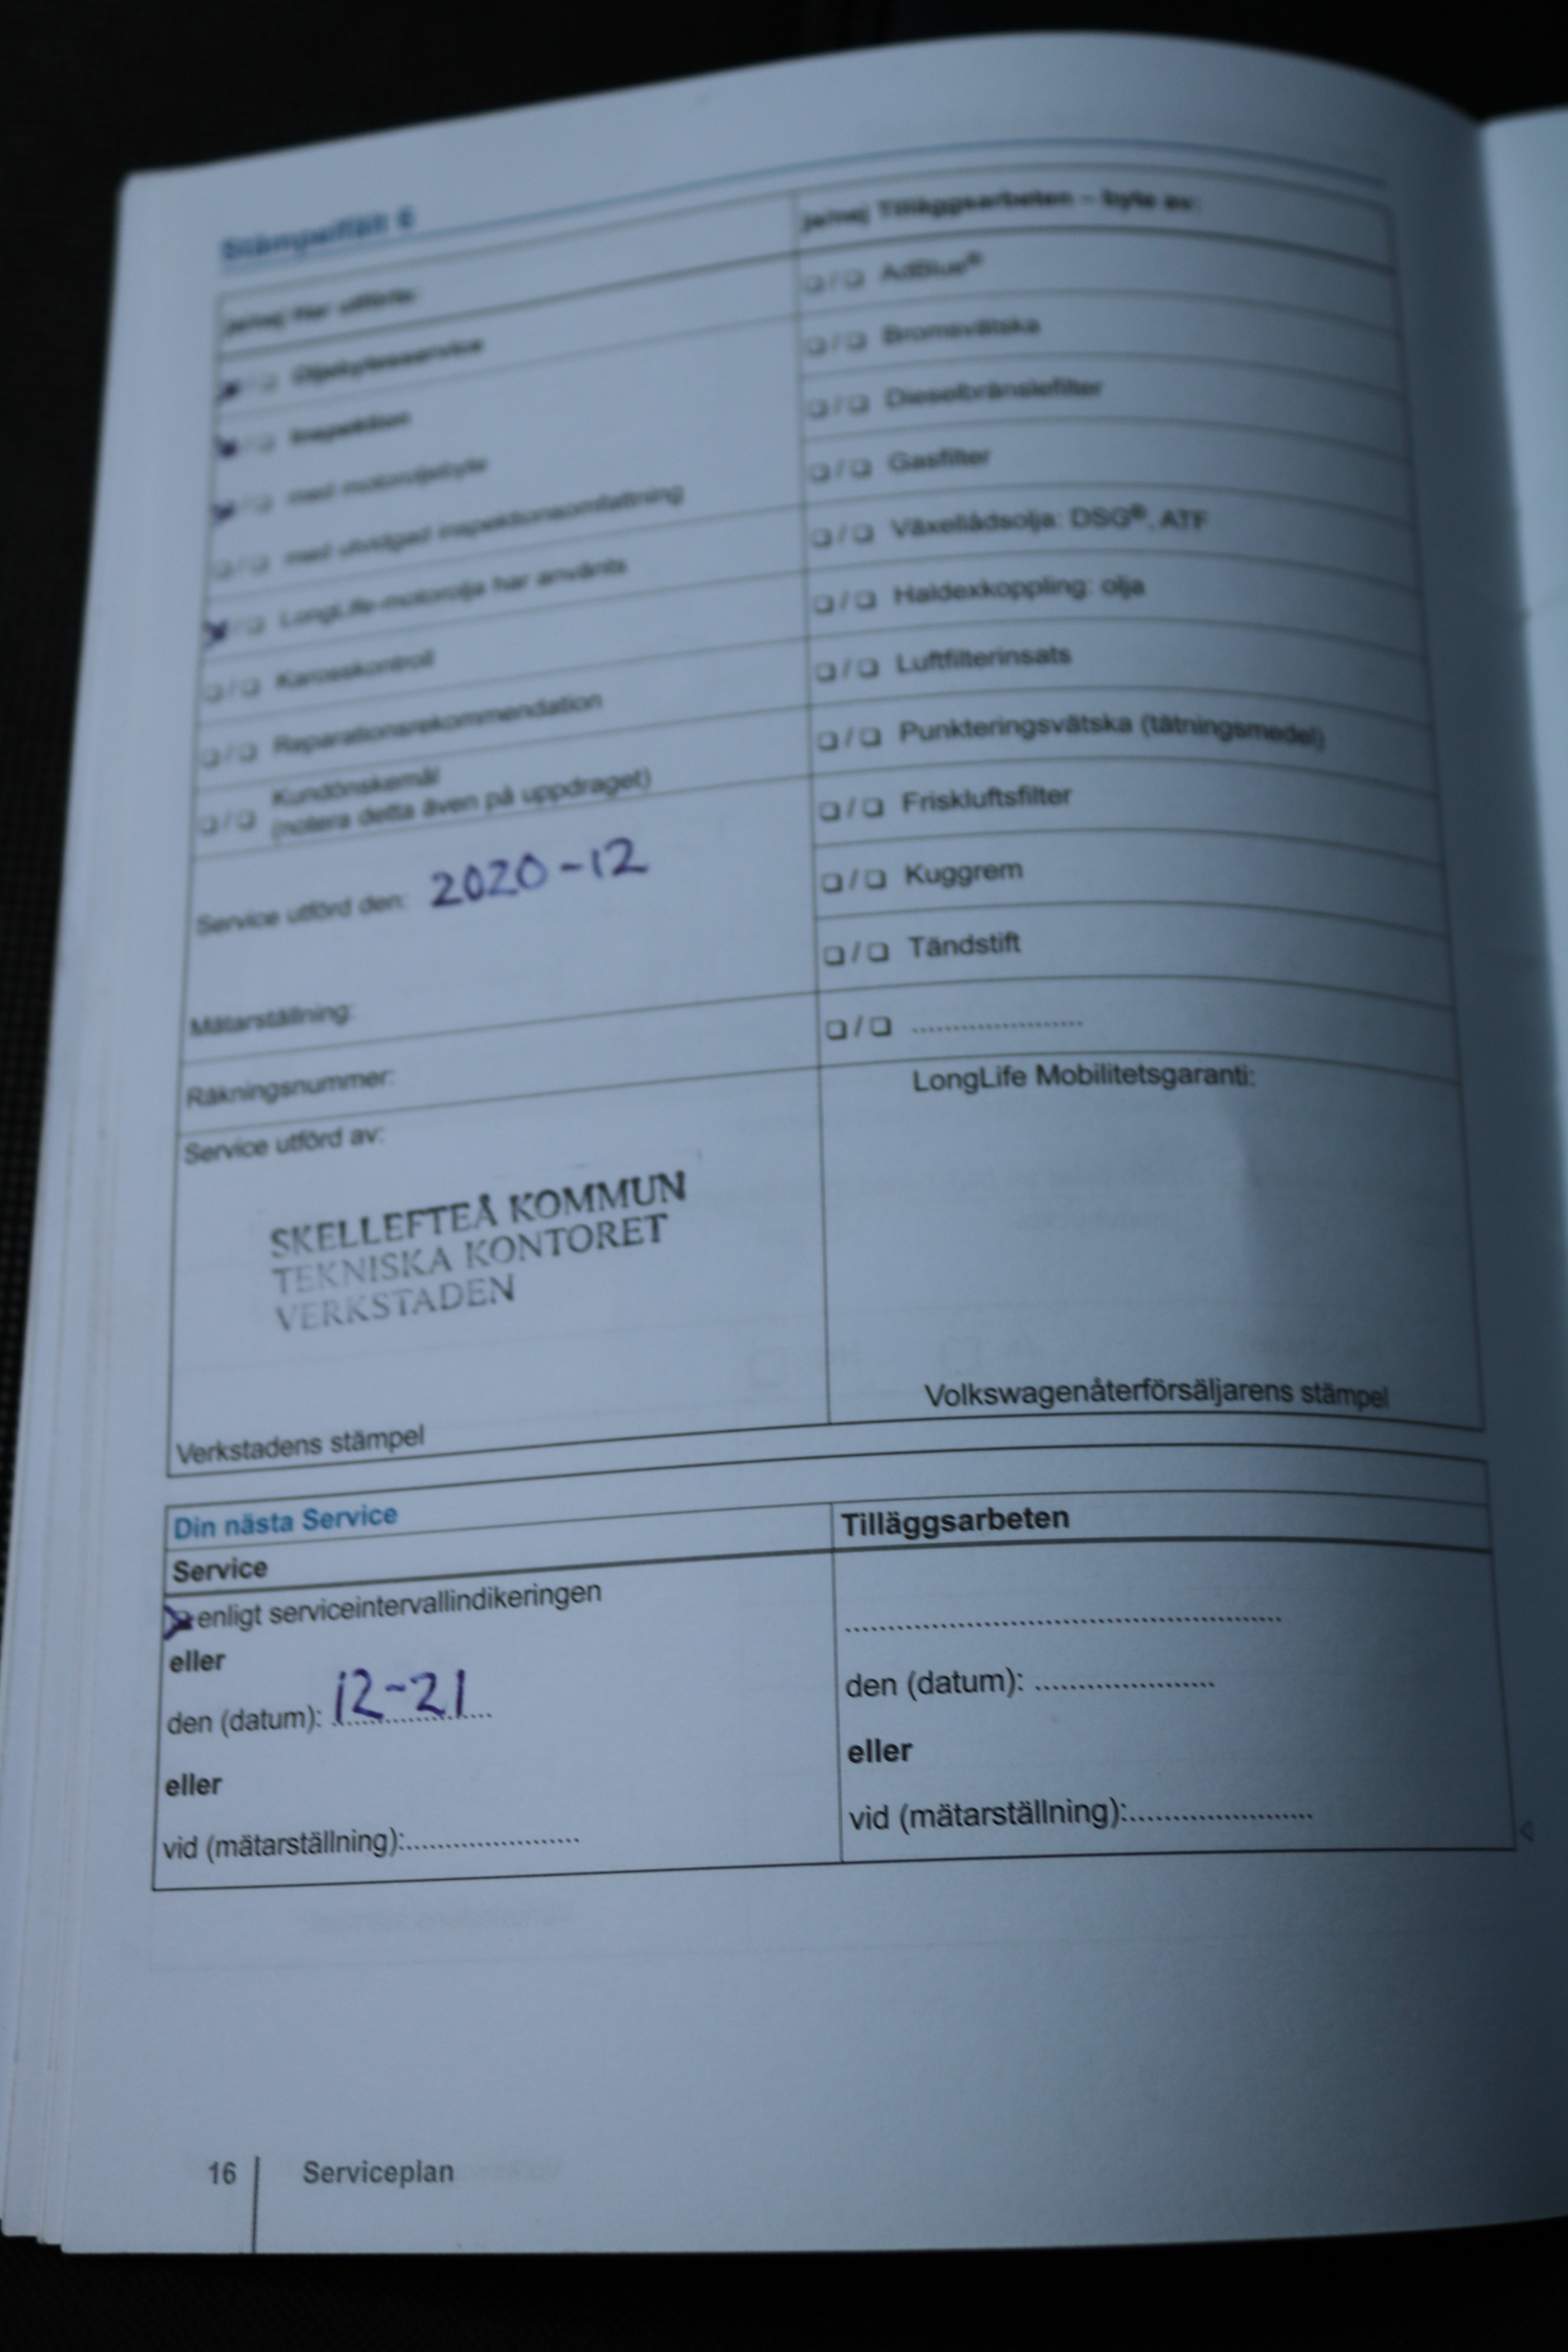 Stämpelfält 6
ja/nej Har utförts:
❏ / ❏ Oljebytesservice
❏ / ❏ Inspektion
❏ / ❏ med motoroljebyte
❏ / ❏ med utvidgad inspektionsomfattning
❏ / ❏ LongLife-motorolja har använts
❏ / ❏ Karosskontroll
❏ / ❏ Reparationsrekommendation
❏ / ❏ Kundönskemål
(notera detta även på uppdraget)
Service utförd den: 2020-12
Mätarställning:
Räkningsnummer:
Service utförd av:
SKELLEFTEÅ KOMMUN
TEKNISKA KONTORET
VERKSTADEN
Verkstadens stämpel
ja/nej Tilläggsarbeten – byte av:
❏ / ❏ AdBlue®
❏ / ❏ Bromsvätska
❏ / ❏ Dieselbränslefilter
❏ / ❏ Gasfilter
❏ / ❏ Växellådsolja: DSG®, ATF
❏ / ❏ Haldexkoppling: olja
❏ / ❏ Luftfilterinsats
❏ / ❏ Punkteringsvätska (tätningsmedel)
❏ / ❏ Friskluftsfilter
❏ / ❏ Kuggrem
❏ / ❏ Tändstift
❏ / ❏ ......................
LongLife Mobilitetsgaranti:
Volkswagenåterförsäljarens stämpel
Din nästa Service
Service
enligt serviceintervallindikeringen
eller
den (datum): 12-21
eller
vid (mätarställning):......................
Tilläggsarbeten
......................................................
den (datum): ......................
eller
vid (mätarställning):......................
16 Serviceplan